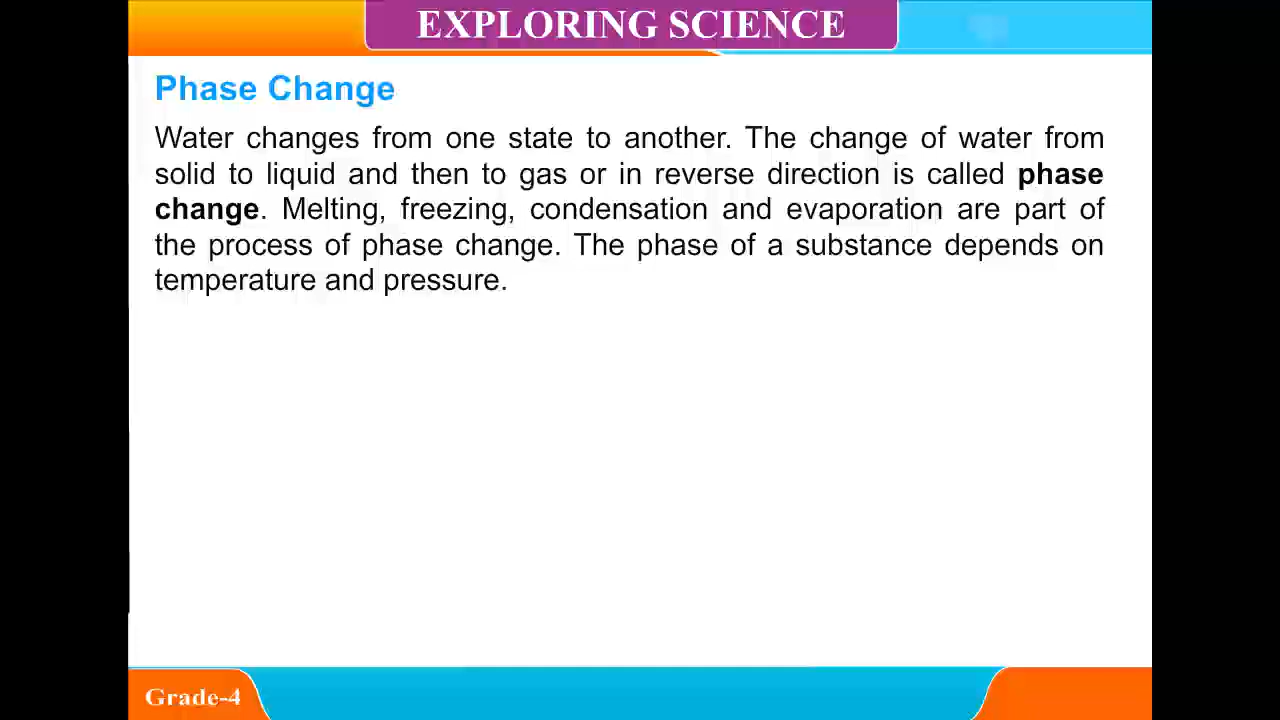 EXPLORING SCIENCE
Phase Change
Water changes from one state to another. The change of water from
solid to liquid and then to gas or in reverse direction is called phase
change. Melting, freezing, condensation and evaporation are part of
the process of phase change. The phase of a substance depends on
temperature and pressure.
Grade-4